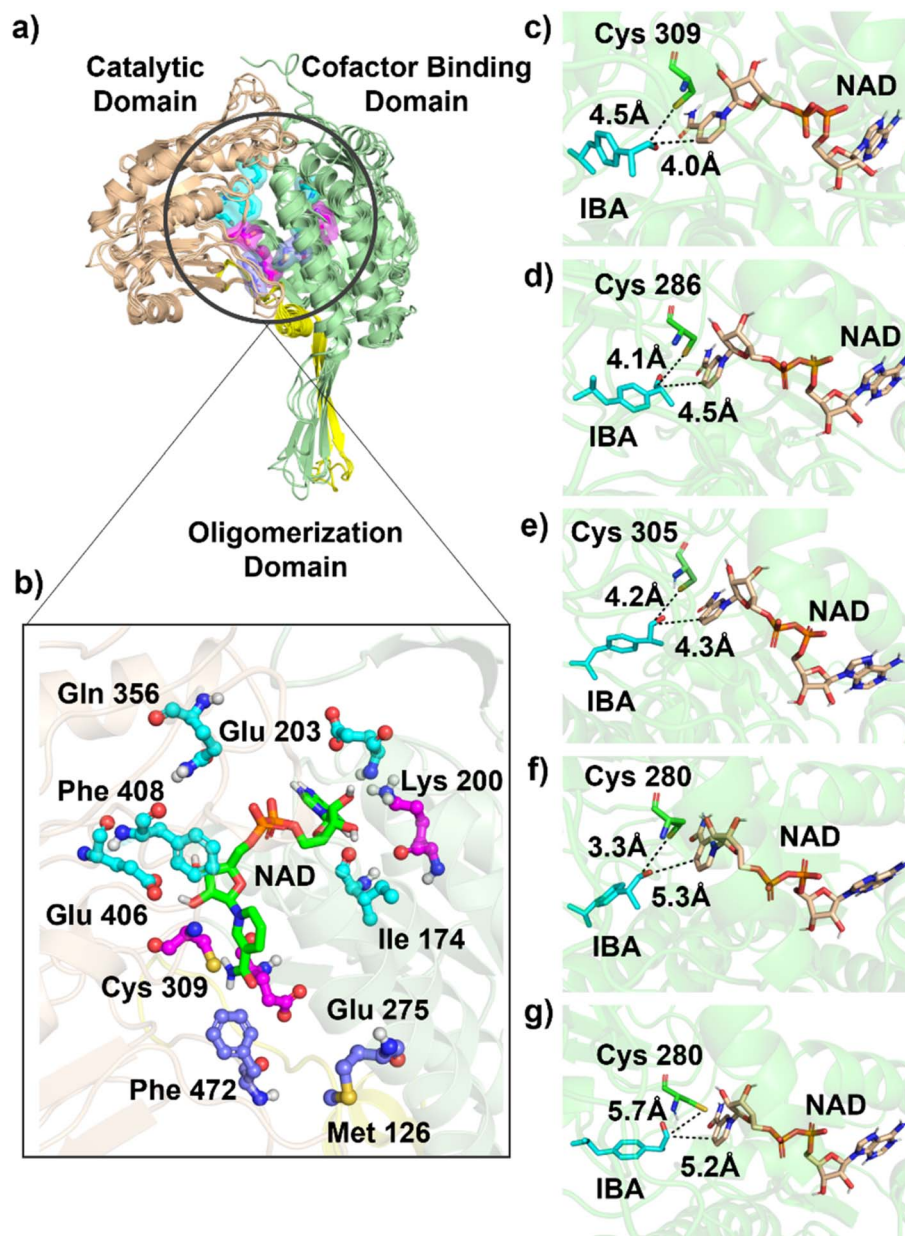 a)
Catalytic
Domain
Cofactor Binding
Domain
Oligomerization
Domain
b)
Gln 356
Glu 203
Lys 200
Phe 408
NAD
Glu 406
Ile 174
Cys 309
Glu 275
Phe 472
Met 126
c)
Cys 309
NAD
4.5Å
4.0Å
IBA
d)
Cys 286
NAD
4.1Å
4.5Å
IBA
e)
Cys 305
4.2Å
NAD
4.3Å
IBA
f)
Cys 280
NAD
3.3Å
5.3Å
IBA
g)
Cys 280
5.7Å
NAD
5.2Å
IBA